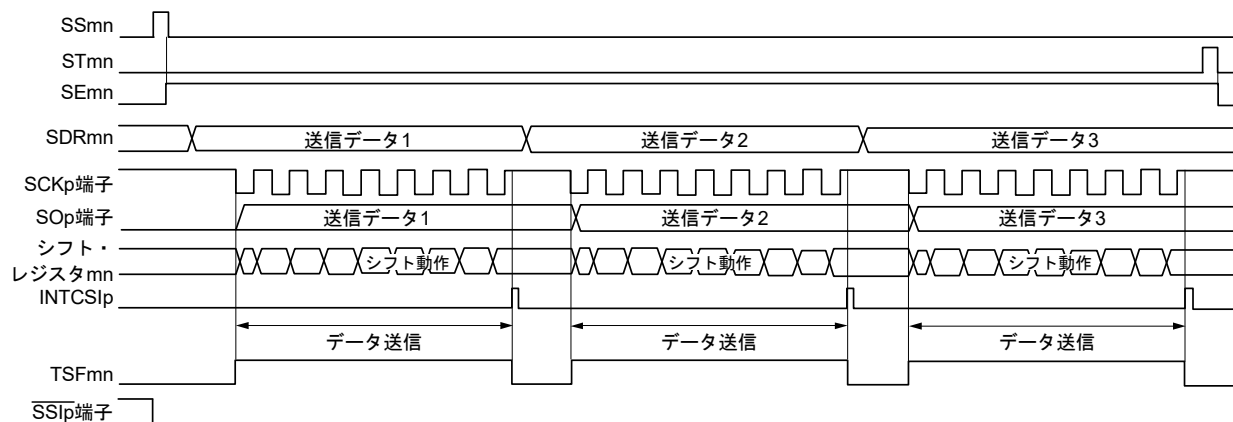 SSmn
STmn
SEmn
SDRmn 送信データ1 送信データ2 送信データ3
SCKp端子
SOp端子 送信データ1 送信データ2 送信データ3
シフト・
レジスタmn シフト動作 シフト動作 シフト動作
INTCSIp
データ送信 データ送信 データ送信
TSFmn
SSIp端子